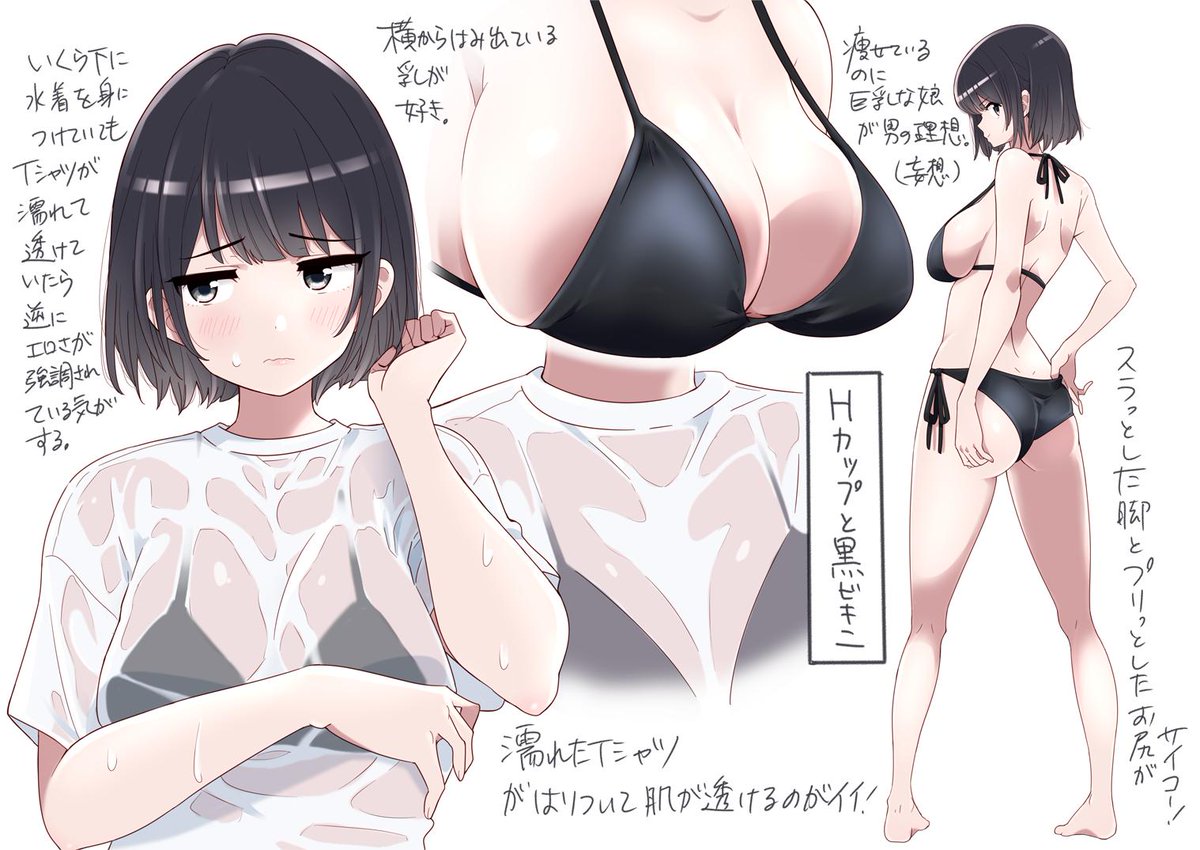 いくら下に
水着を身に
つけていても
Tシャツが
濡れて
透けて
いたら
逆に
エロさが
強調され
ている気が
する。
横からはみ出ている
乳が
好き。
痩せている
のに
巨乳な娘
が男の理想。
(妄想)
Hカップと黒ビキニ
スラっとした脚とプリっとしたお尻が
サイコー!
濡れたTシャツ
がはりついて肌が透けるのがイイ!